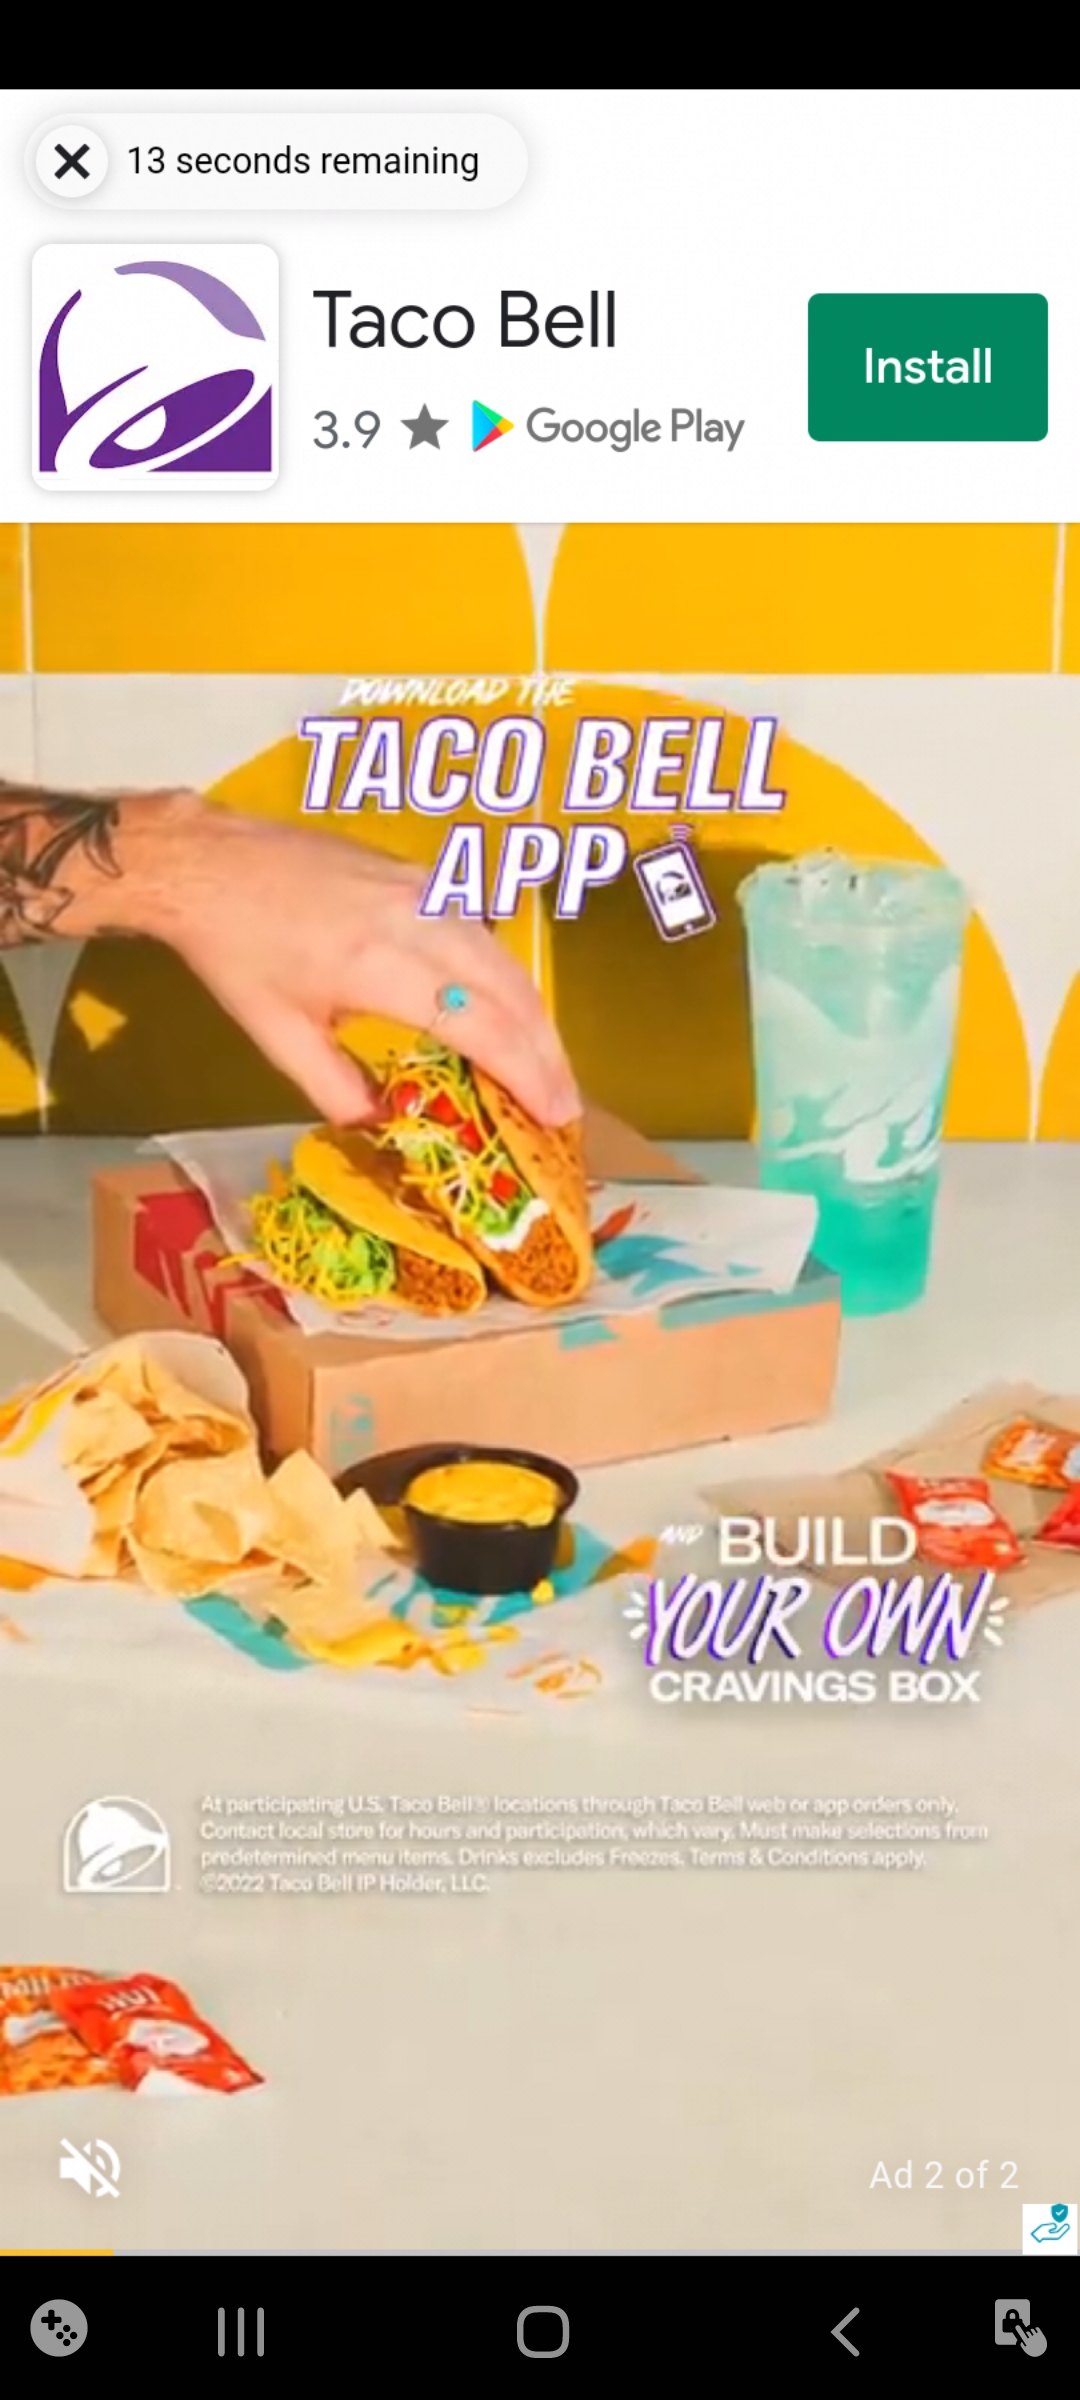 13 seconds remaining
Taco Bell
Install
3.9 ★ Google Play
DOWNLOAD THE
TACO BELL
APP
AND BUILD
YOUR OWN
CRAVINGS BOX
At participating U.S. Taco Bell® locations through Taco Bell web or app orders only.
Contact local store for hours and participation, which vary. Must make selections from
predetermined menu items. Drinks excludes Freezes. Terms & Conditions apply.
©2022 Taco Bell IP Holder, LLC.
HOT
Ad 2 of 2